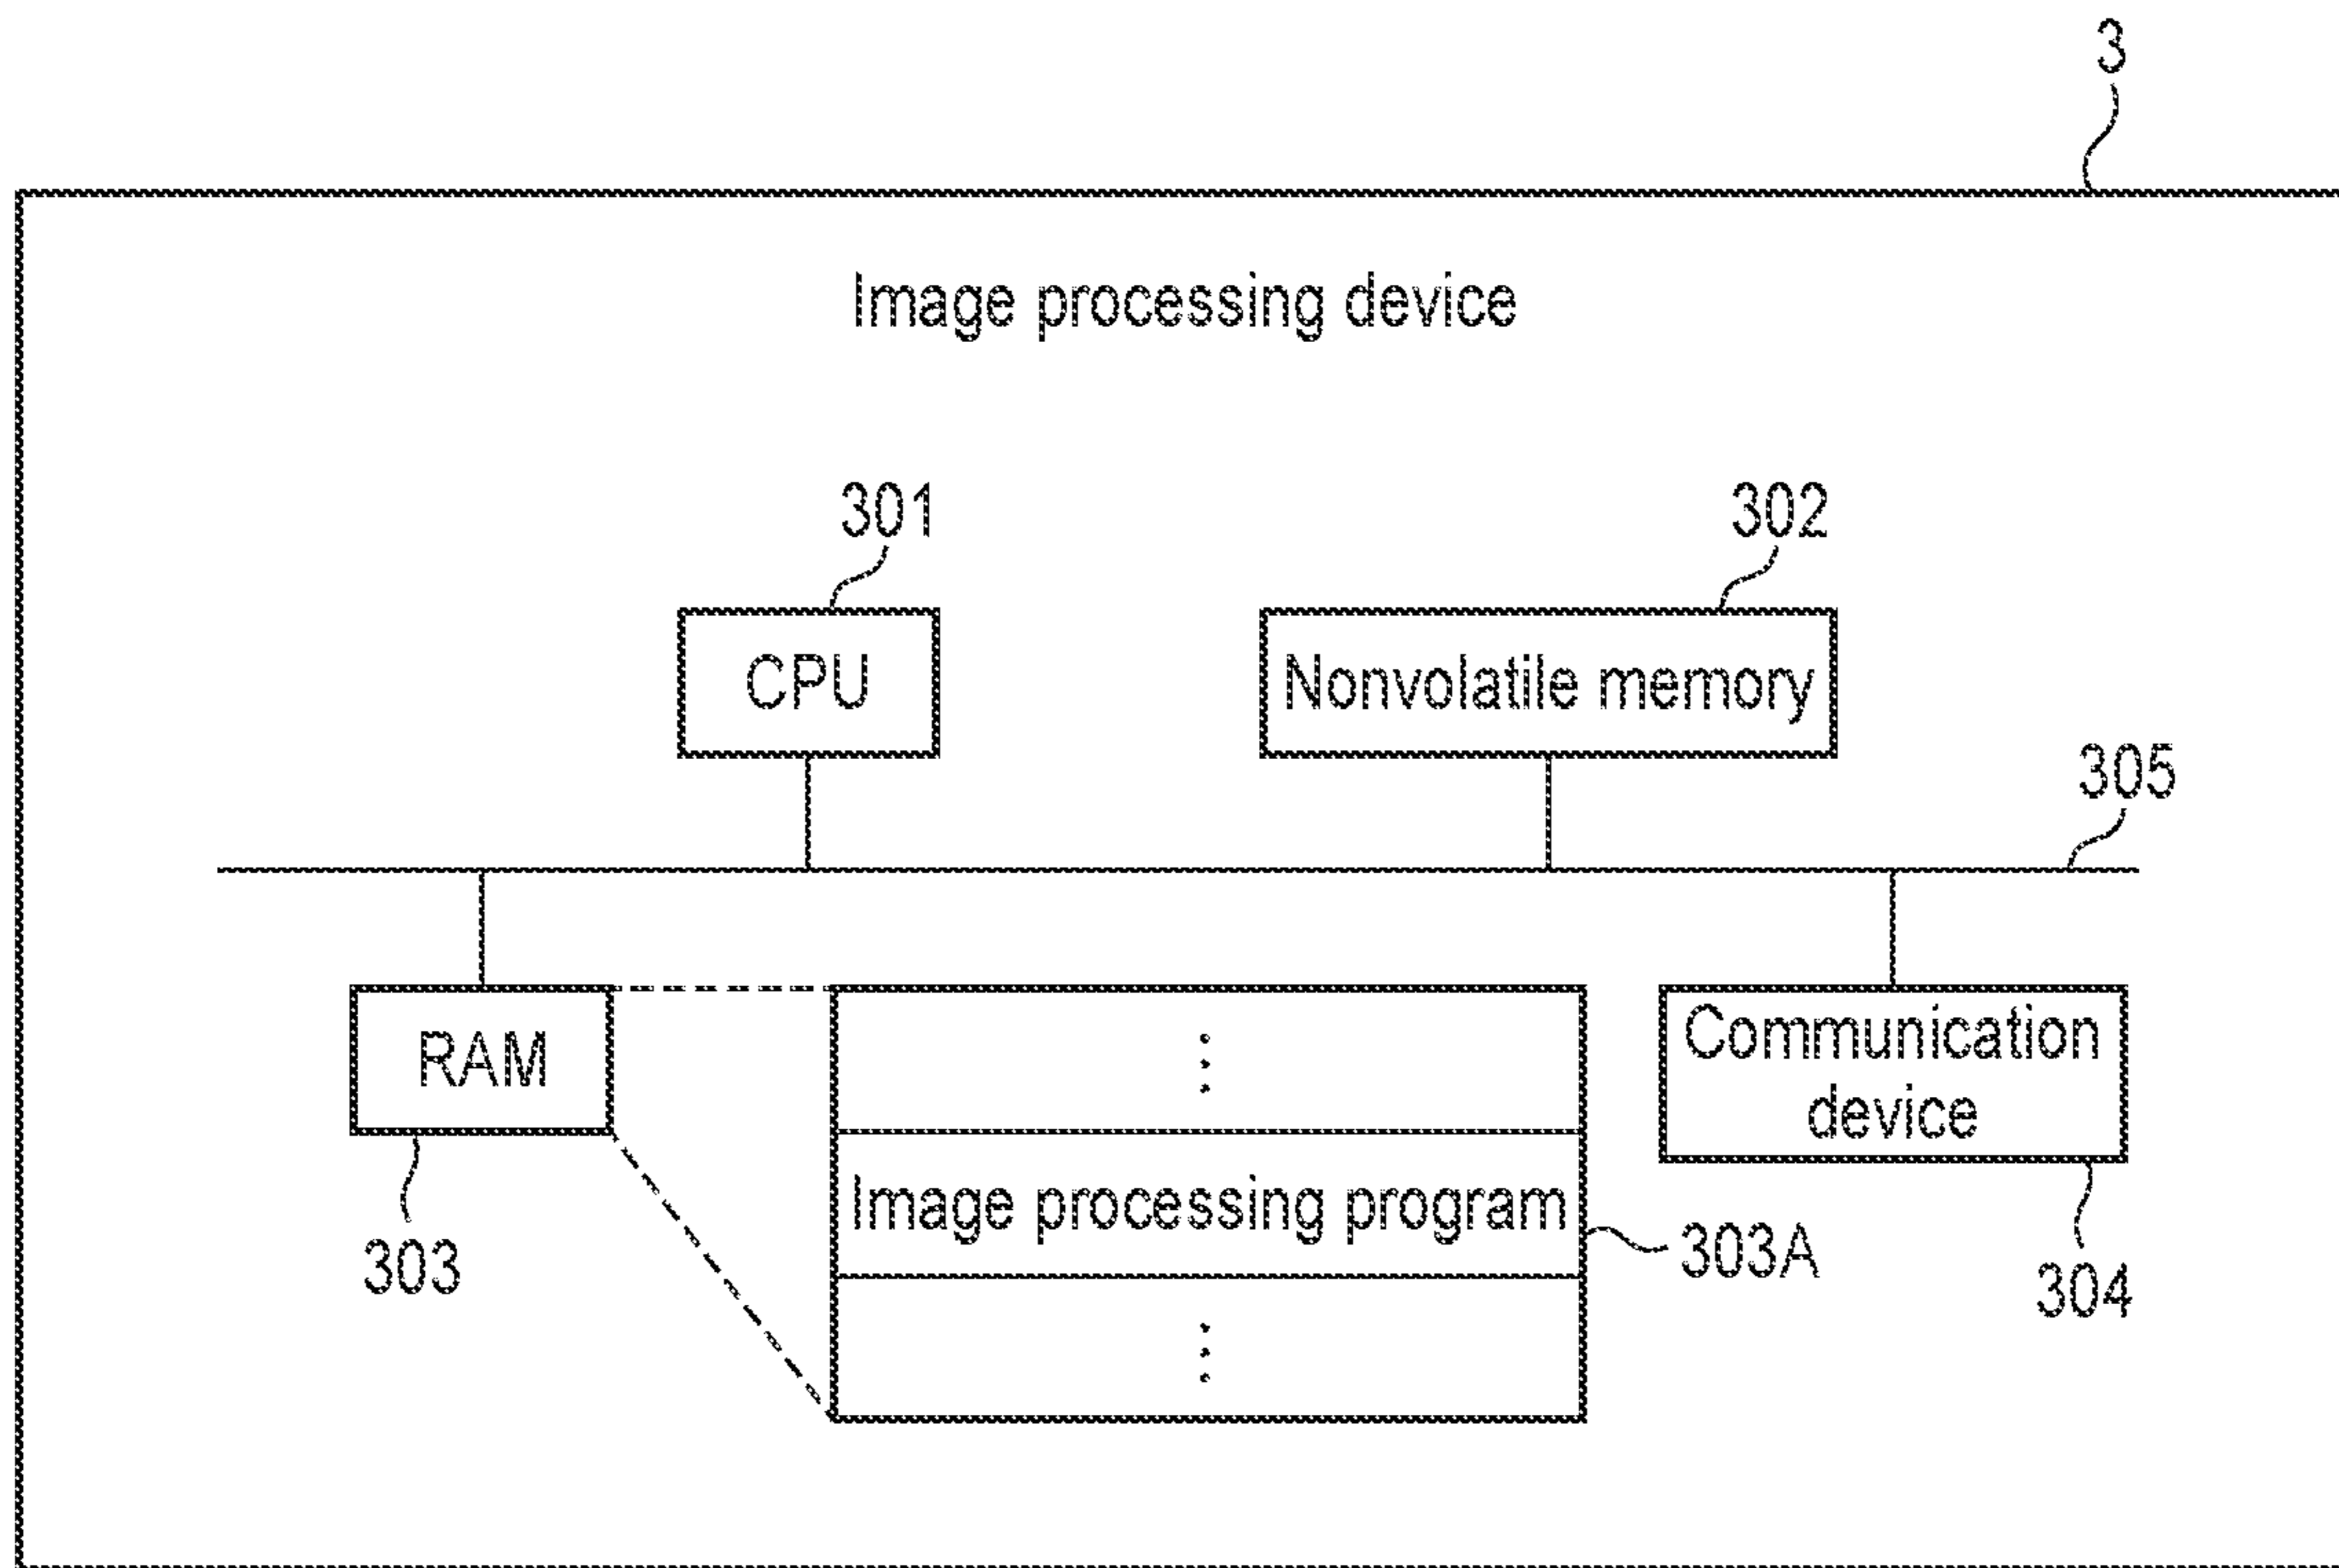 3
Image processing device
301
302
CPU
Nonvolatile memory
305
RAM
Communication
device
Image processing program
303
303A
304